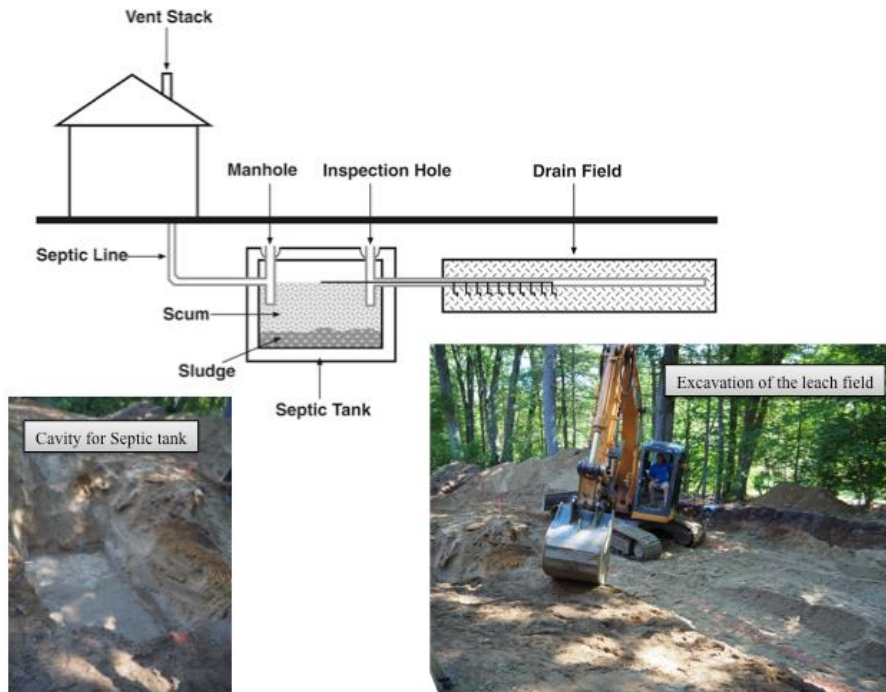 Vent Stack
Manhole
Inspection Hole
Drain Field
Septic Line
Scum
Sludge
Septic Tank
Cavity for Septic tank
Excavation of the leach field